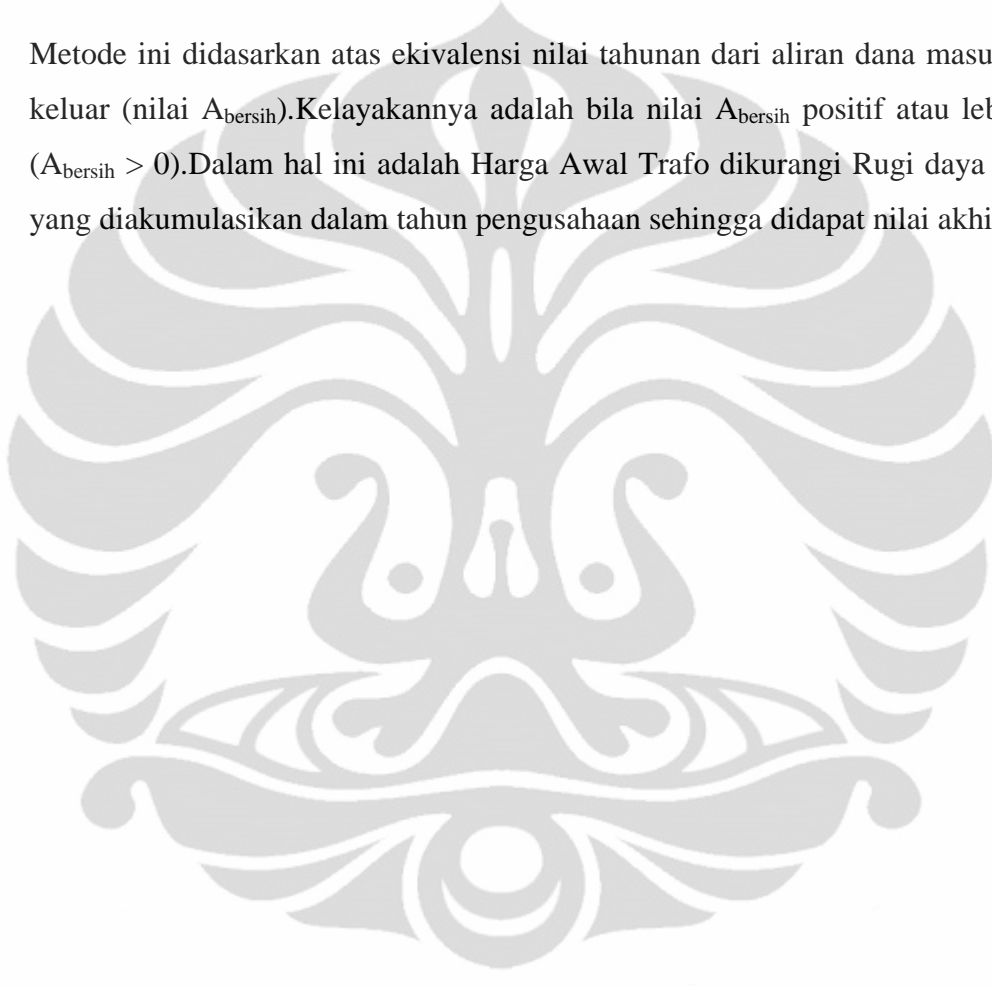 Metode ini didasarkan atas ekivalensi nilai tahunan dari aliran dana masu
keluar (nilai Abersih).Kelayakannya adalah bila nilai Abersih positif atau leb
(Abersih > 0).Dalam hal ini adalah Harga Awal Trafo dikurangi Rugi daya
yang diakumulasikan dalam tahun pengusahaan sehingga didapat nilai akhi